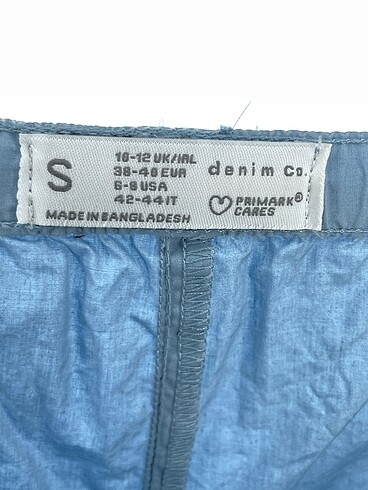 S
10-12 UK/IRL
38-40 EUR
6-8 USA
42-44 IT
MADE IN BANGLADESH
denim Co.
PRIMARK®
CARES